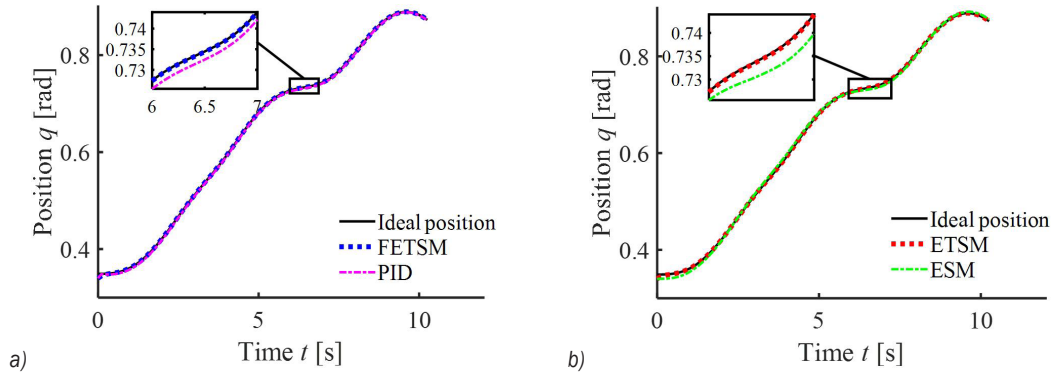 0.74
0.735
0.73
6 6.5 7
0.8
0.6
0.4
Position q [rad]
Ideal position
FETSM
PID
0 5 10
Time t [s]
a)
0.74
0.735
0.73
0.8
0.6
0.4
Position q [rad]
Ideal position
ETSM
ESM
0 5 10
Time t [s]
b)